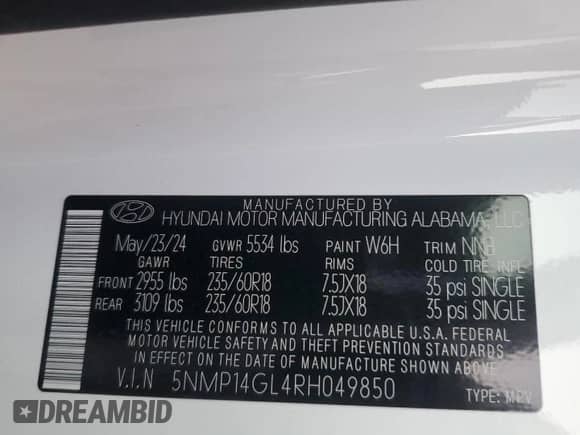 MANUFACTURED BY
HYUNDAI MOTOR MANUFACTURING ALABAMA, LLC
May/23/24 GVWR 5534 lbs PAINT W6H TRIM NNB
GAWR TIRES RIMS COLD TIRE INFL
FRONT 2955 lbs 235/60R18 7.5JX18 35 psi SINGLE
REAR 3109 lbs 235/60R18 7.5JX18 35 psi SINGLE
THIS VEHICLE CONFORMS TO ALL APPLICABLE U.S.A. FEDERAL
MOTOR VEHICLE SAFETY AND THEFT PREVENTION STANDARDS
IN EFFECT ON THE DATE OF MANUFACTURE SHOWN ABOVE
V.I.N 5NMP14GL4RH049850 TYPE: MPV
DREAMBID